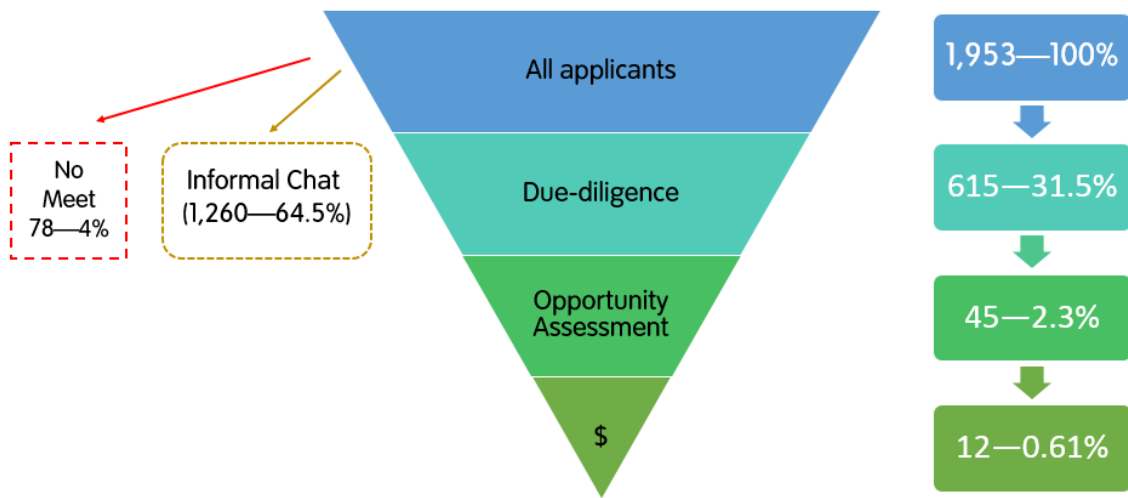 All applicants
1,953—100%
No
Meet
78—4%
Informal Chat
(1,260—64.5%)
Due-diligence
615—31.5%
Opportunity
Assessment
45—2.3%
$
12—0.61%